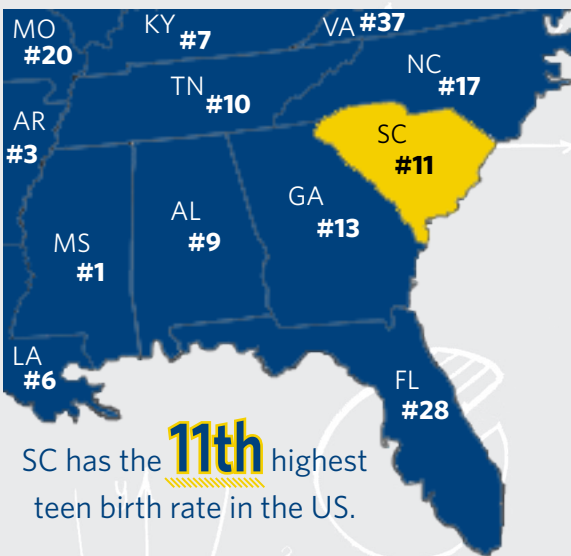 MO
#20
KY
#7
VA #37
NC
#17
TN
#10
AR
#3
SC
#11
GA
#13
AL
#9
MS
#1
LA
#6
FL
#28
SC has the 11th highest
teen birth rate in the US.